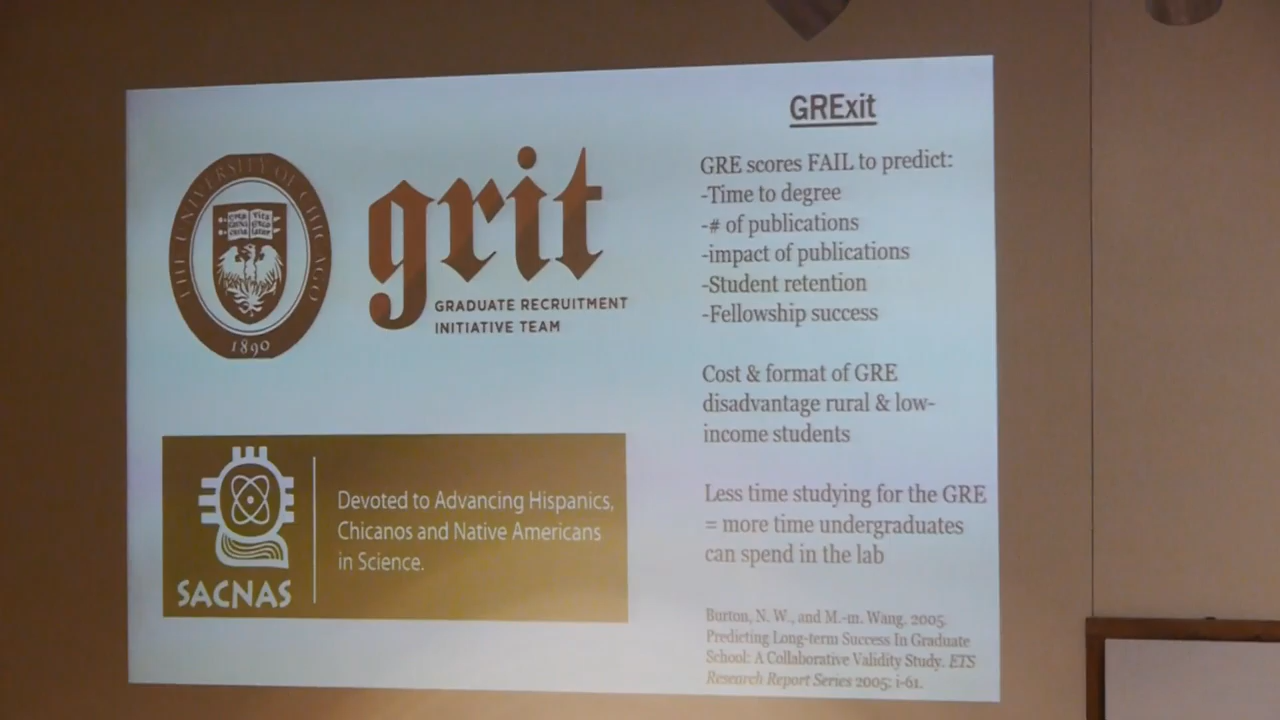 THE UNIVERSITY OF CHICAGO
1890
grit
GRADUATE RECRUITMENT
INITIATIVE TEAM
SACNAS
Devoted to Advancing Hispanics,
Chicanos and Native Americans
in Science.
GRExit
GRE scores FAIL to predict:
-Time to degree
-# of publications
-impact of publications
-Student retention
-Fellowship success
Cost & format of GRE
disadvantage rural & low-
income students
Less time studying for the GRE
= more time undergraduates
can spend in the lab
Burton, N. W., and M.-m. Wang. 2005.
Predicting Long-term Success In Graduate
School: A Collaborative Validity Study. ETS
Research Report Series 2005: i-61.